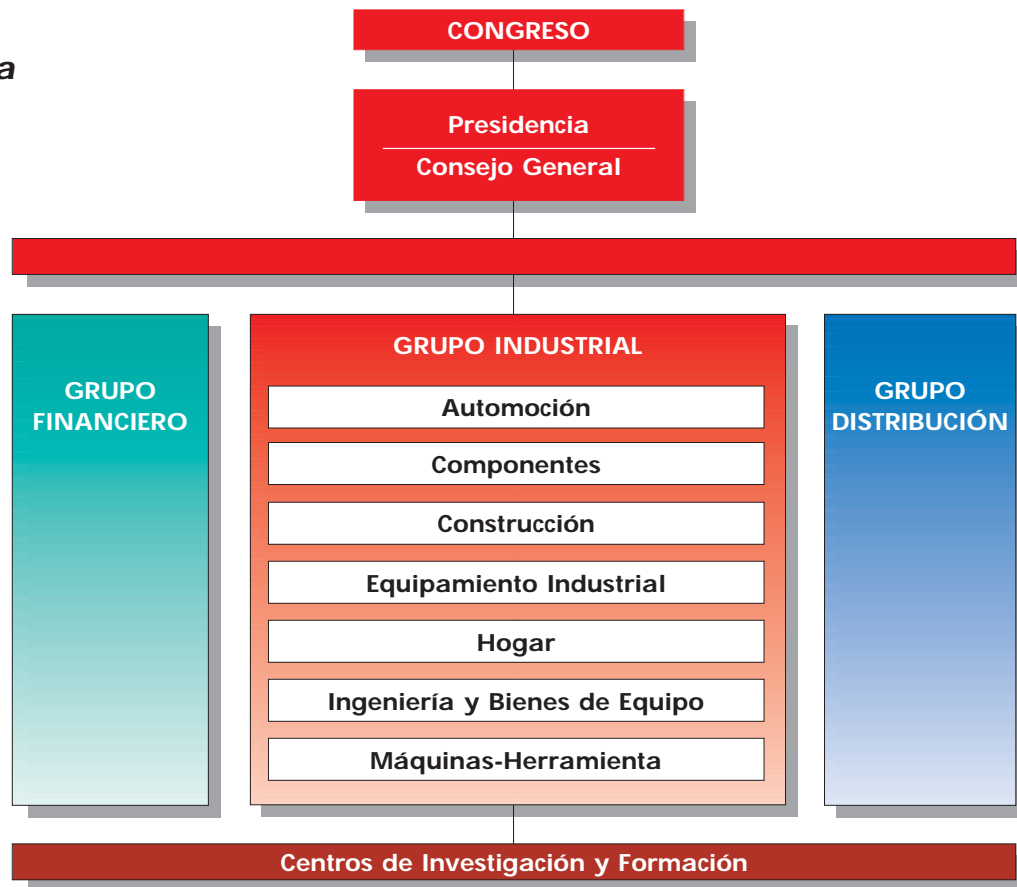 CONGRESO
a
Presidencia
Consejo General
GRUPO
FINANCIERO
GRUPO INDUSTRIAL
Automoción
Componentes
Construcción
Equipamiento Industrial
Hogar
Ingeniería y Bienes de Equipo
Máquinas-Herramienta
GRUPO
DISTRIBUCIÓN
Centros de Investigación y Formación